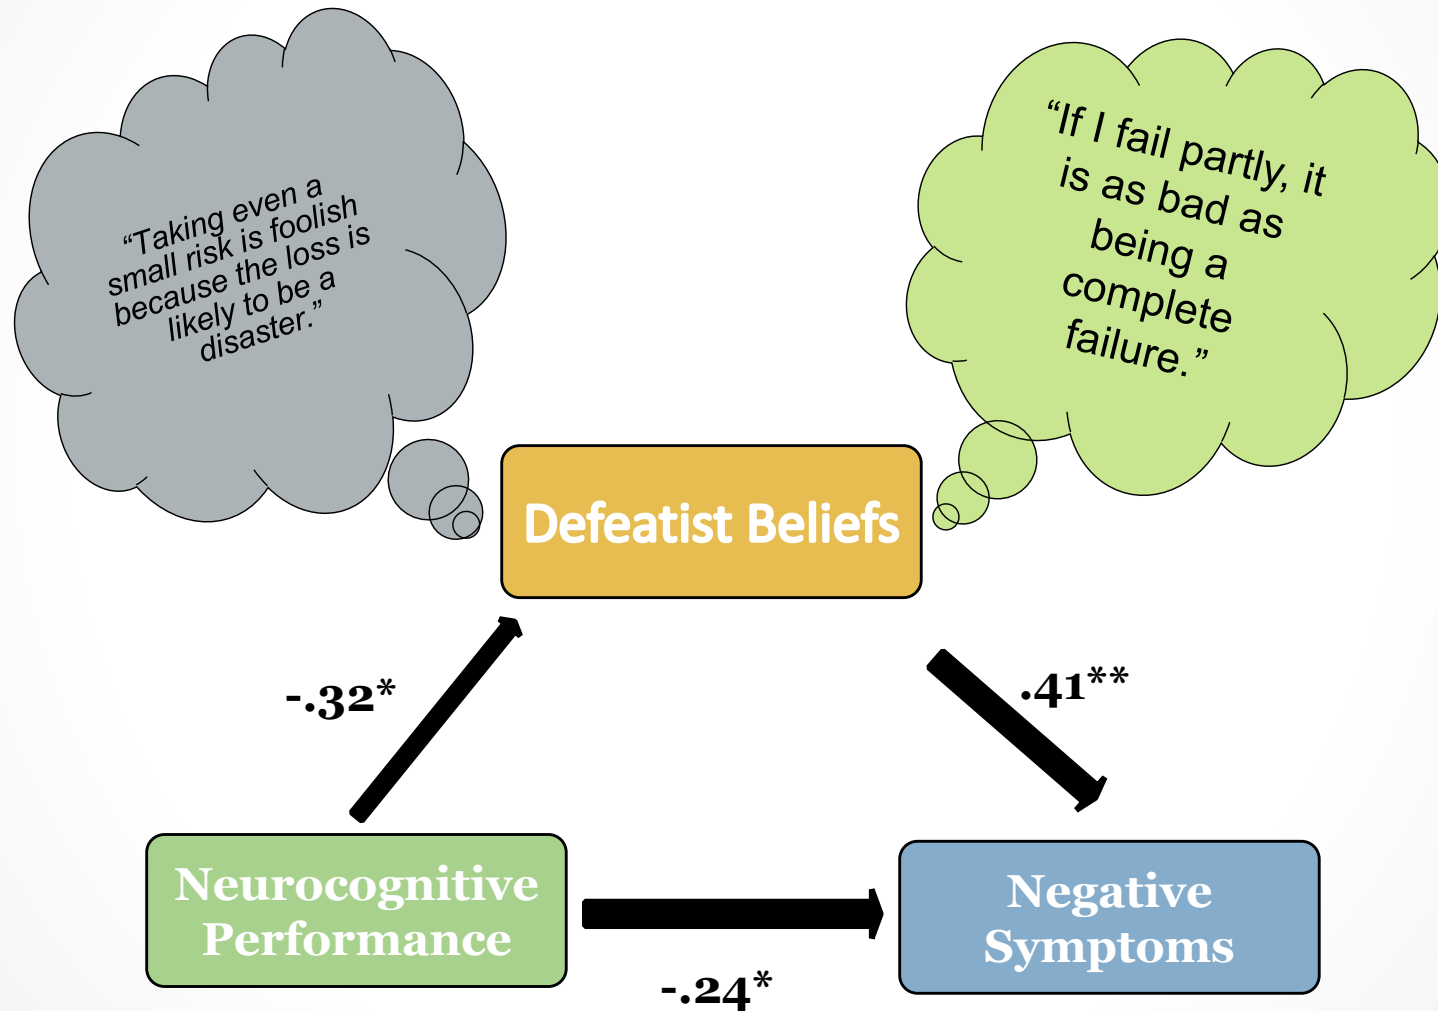 “Taking even a
small risk is foolish
because the loss is
likely to be a
disaster.”
“If I fail partly, it
is as bad as
being a
complete
failure.”
Defeatist Beliefs
-.32*
.41**
Neurocognitive
Performance
Negative
Symptoms
-.24*